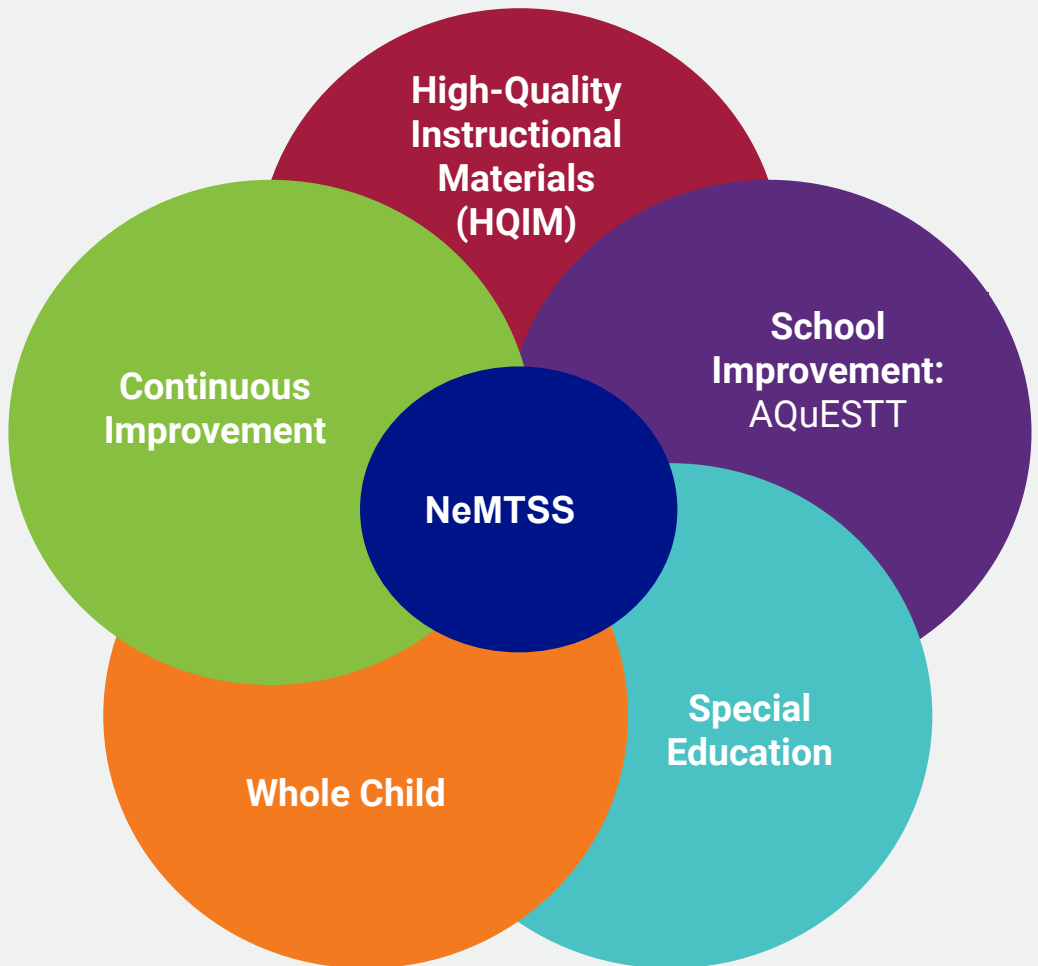 High-Quality
Instructional
Materials
(HQIM)
School
Improvement:
AQuESTT
Continuous
Improvement
NeMTSS
Special
Education
Whole Child